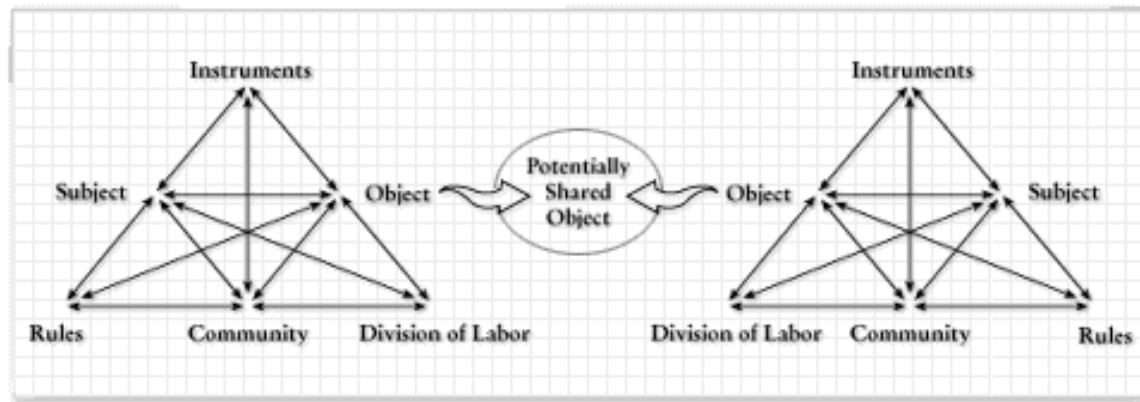 Instruments
Instruments
Potentially
Shared
Object
Subject
Object
Object
Subject
Rules
Community
Division of Labor
Division of Labor
Community
Rules